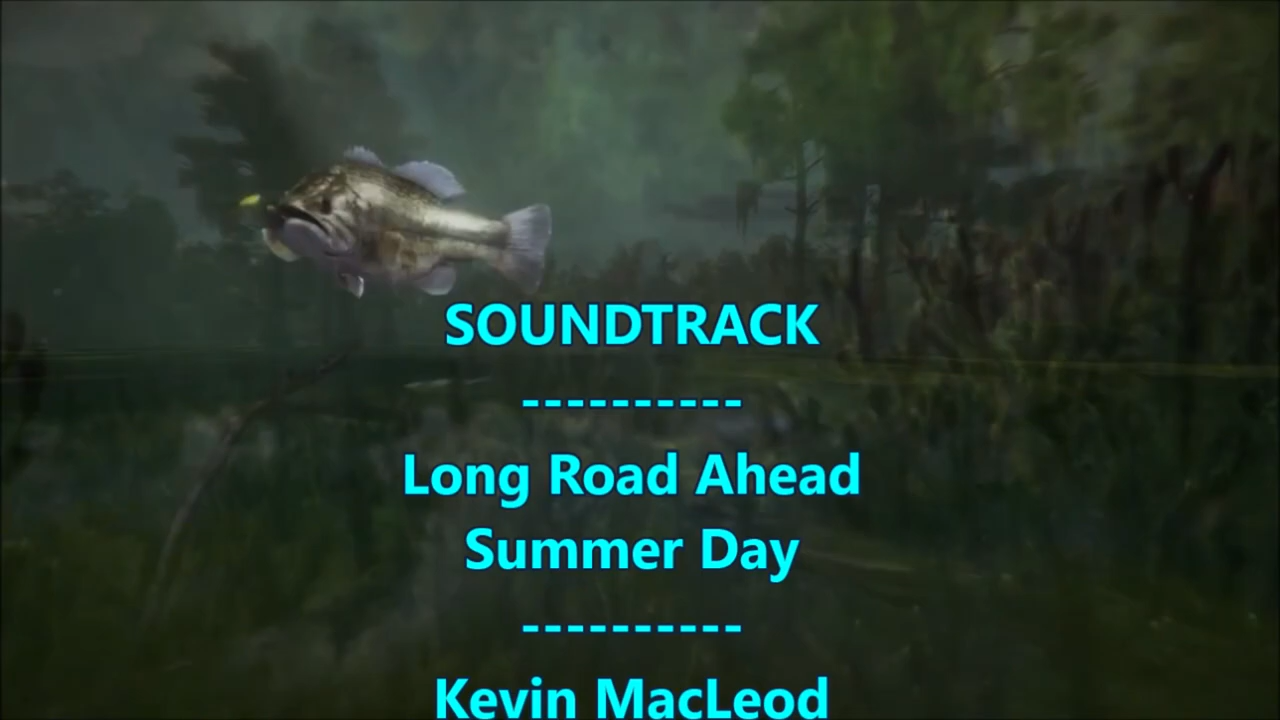 SOUNDTRACK
----------
Long Road Ahead
Summer Day
----------
Kevin MacLeod